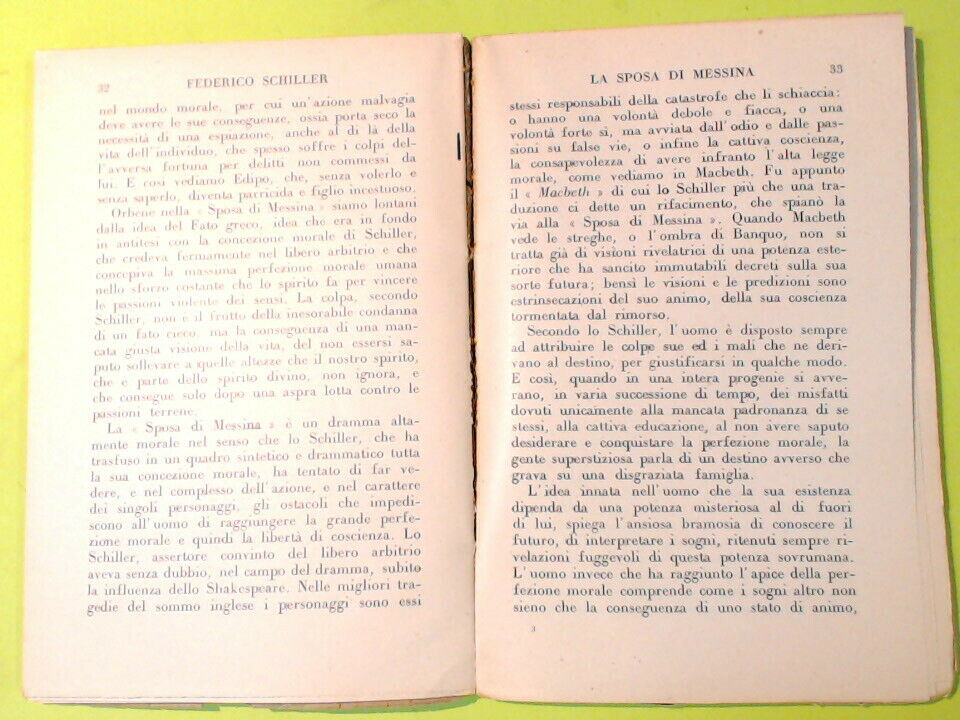 32
FEDERICO SCHILLER
nel mondo morale, per cui un'azione malvagia
deve avere le sue conseguenze, ossia porta seco la
necessità di una espiazione, anche al di là della
vita dell'individuo, che spesso soffre i colpi del-
l'avversa fortuna per delitti non commessi da
lui. E così vediamo Edipo, che, senza volerlo e
senza saperlo, diventa parricida e figlio incestuoso.
Orbene nella « Sposa di Messina » siamo lontani
dalla idea del Fato greco, idea che era in fondo
in antitesi con la concezione morale di Schiller,
che credeva fermamente nel libero arbitrio e che
concepiva la massima perfezione morale umana
nello sforzo costante che lo spirito fa per vincere
le passioni violente dei sensi. La colpa, secondo
Schiller, non è il frutto della inesorabile condanna
di un fato cieco, ma la conseguenza di una man-
cata giusta visione della vita, del non essersi sa-
puto sollevare a quelle altezze che il nostro spirito,
che è parte dello spirito divino, non ignora, e
che consegue solo dopo una aspra lotta contro le
passioni terrene.
La « Sposa di Messina » è un dramma alta-
mente morale nel senso che lo Schiller, che ha
trasfuso in un quadro sintetico e drammatico tutta
la sua concezione morale, ha tentato di far ve-
dere, e nel complesso dell'azione, e nel carattere
dei singoli personaggi, gli ostacoli che impedi-
scono all'uomo di raggiungere la grande perfe-
zione morale e quindi la libertà di coscienza. Lo
Schiller, assertore convinto del libero arbitrio
aveva senza dubbio, nel campo del dramma, subìto
la influenza dello Shakespeare. Nelle migliori tra-
gedie del sommo inglese i personaggi sono essi
LA SPOSA DI MESSINA
33
stessi responsabili della catastrofe che li schiaccia:
o hanno una volontà debole e fiacca, o una
volontà forte sì, ma avviata dall'odio e dalle pas-
sioni su false vie, o infine la cattiva coscienza,
la consapevolezza di avere infranto l'alta legge
morale, come vediamo in Macbeth. Fu appunto
il « Macbeth » di cui lo Schiller più che una tra-
duzione ci dette un rifacimento, che spianò la
via alla « Sposa di Messina ». Quando Macbeth
vede le streghe, o l'ombra di Banquo, non si
tratta già di visioni rivelatrici di una potenza este-
riore che ha sancito immutabili decreti sulla sua
sorte futura; bensì le visioni e le predizioni sono
estrinsecazioni del suo animo, della sua coscienza
tormentata dal rimorso.
Secondo lo Schiller, l'uomo è disposto sempre
ad attribuire le colpe sue ed i mali che ne deri-
vano al destino, per giustificarsi in qualche modo.
E così, quando in una intera progenie si avve-
rano, in varia successione di tempo, dei misfatti
dovuti unicamente alla mancata padronanza di se
stessi, alla cattiva educazione, al non avere saputo
desiderare e conquistare la perfezione morale, la
gente superstiziosa parla di un destino avverso che
grava su una disgraziata famiglia.
L'idea innata nell'uomo che la sua esistenza
dipenda da una potenza misteriosa al di fuori
di lui, spiega l'ansiosa bramosia di conoscere il
futuro, di interpretare i sogni, ritenuti sempre ri-
velazioni fuggevoli di questa potenza sovrumana.
L'uomo invece che ha raggiunto l'apice della per-
fezione morale comprende come i sogni altro non
sieno che la conseguenza di uno stato di animo,
3